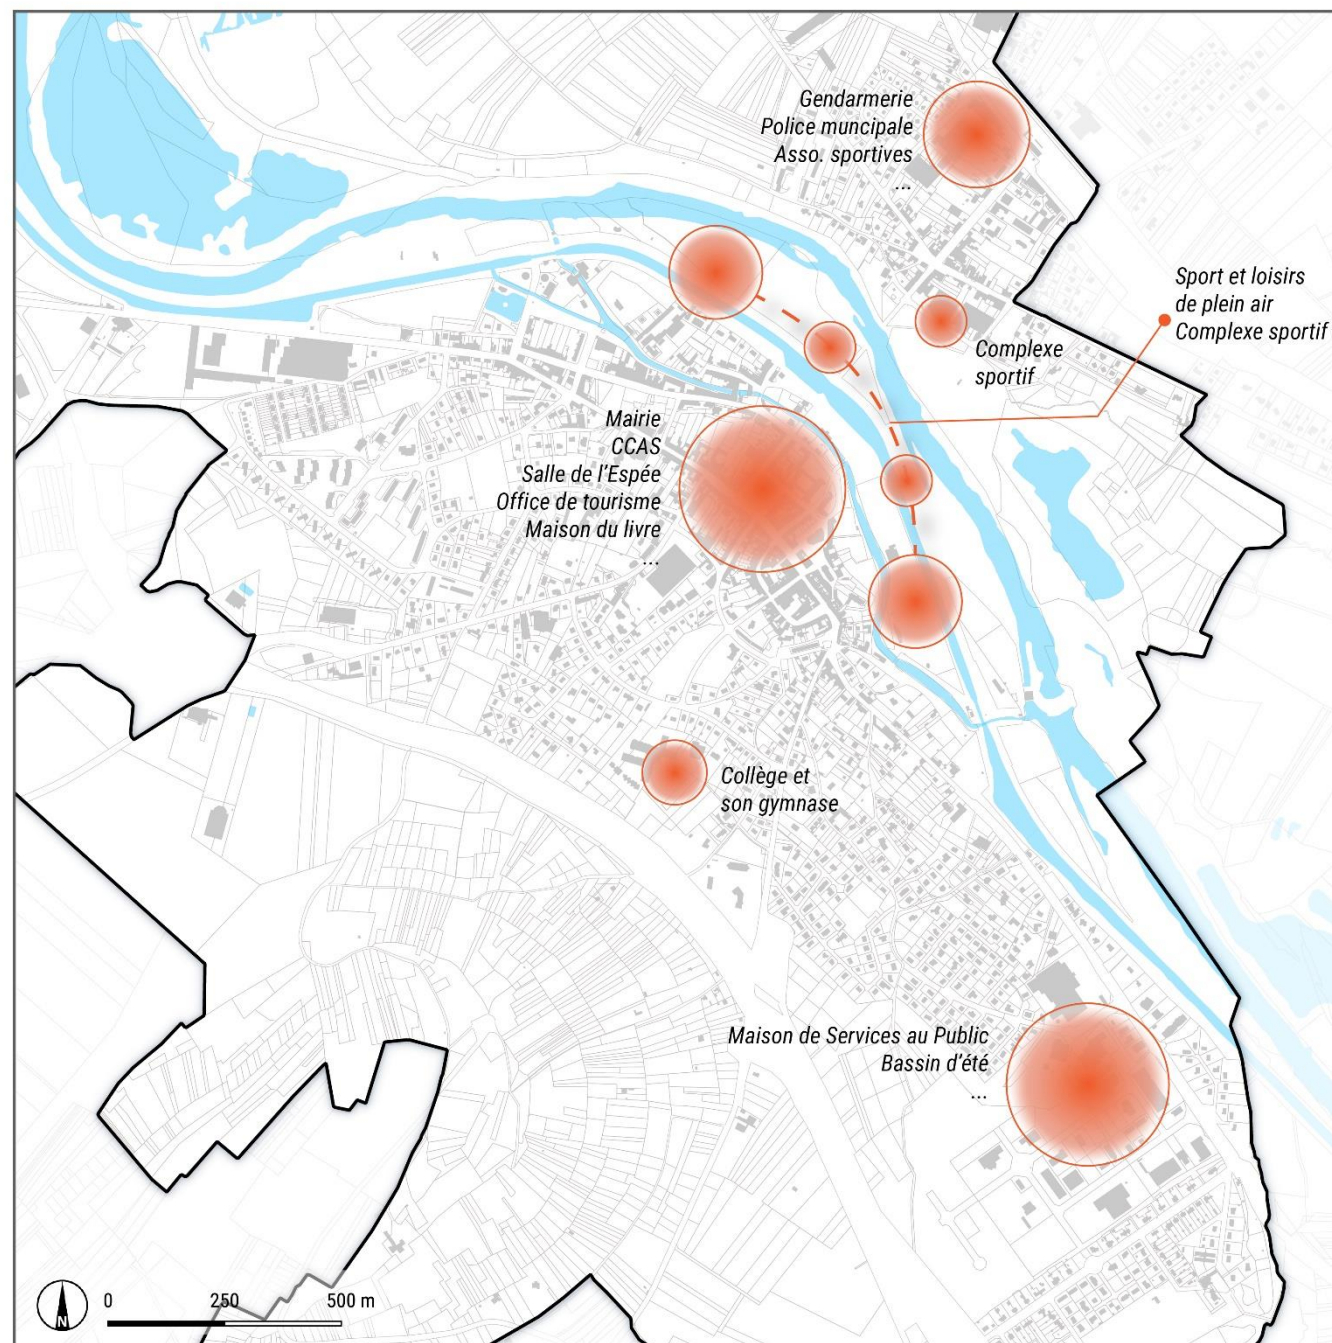 Gendarmerie
Police muncipale
Asso. sportives
...
Sport et loisirs
de plein air
Complexe sportif
Complexe
sportif
Mairie
CCAS
Salle de l'Espée
Office de tourisme
Maison du livre
...
Collège et
son gymnase
Maison de Services au Public
Bassin d'été
...
N
0 250 500 m